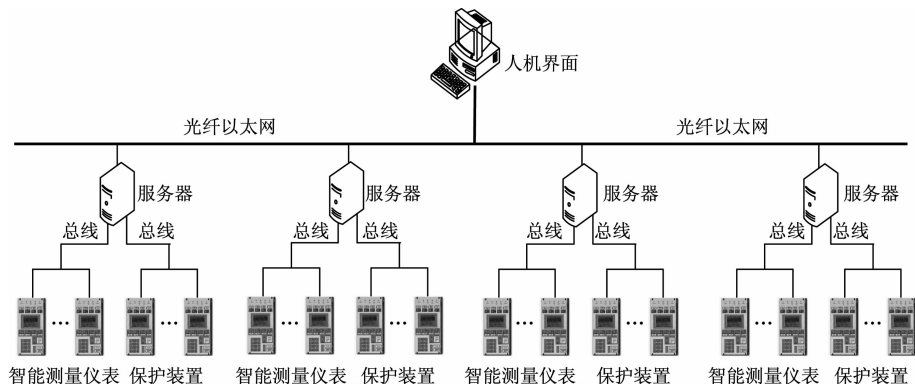 人机界面
光纤以太网 光纤以太网
服务器 服务器 服务器 服务器
总线 总线 总线 总线 总线 总线 总线 总线
智能测量仪表 保护装置 智能测量仪表 保护装置 智能测量仪表 保护装置 智能测量仪表 保护装置